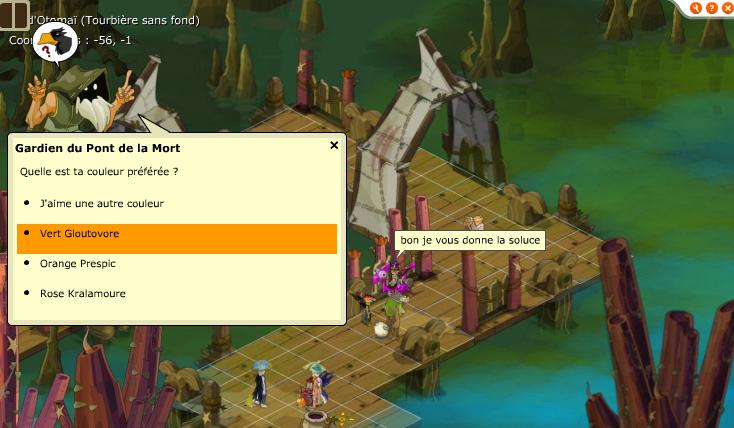 d'Otomaï (Tourbière sans fond)
Coor s : -56, -1
?
Gardien du Pont de la Mort
Quelle est ta couleur préférée ?
J'aime une autre couleur
Vert Gloutovore
Orange Prespic
Rose Kralamoure
bon je vous donne la soluce